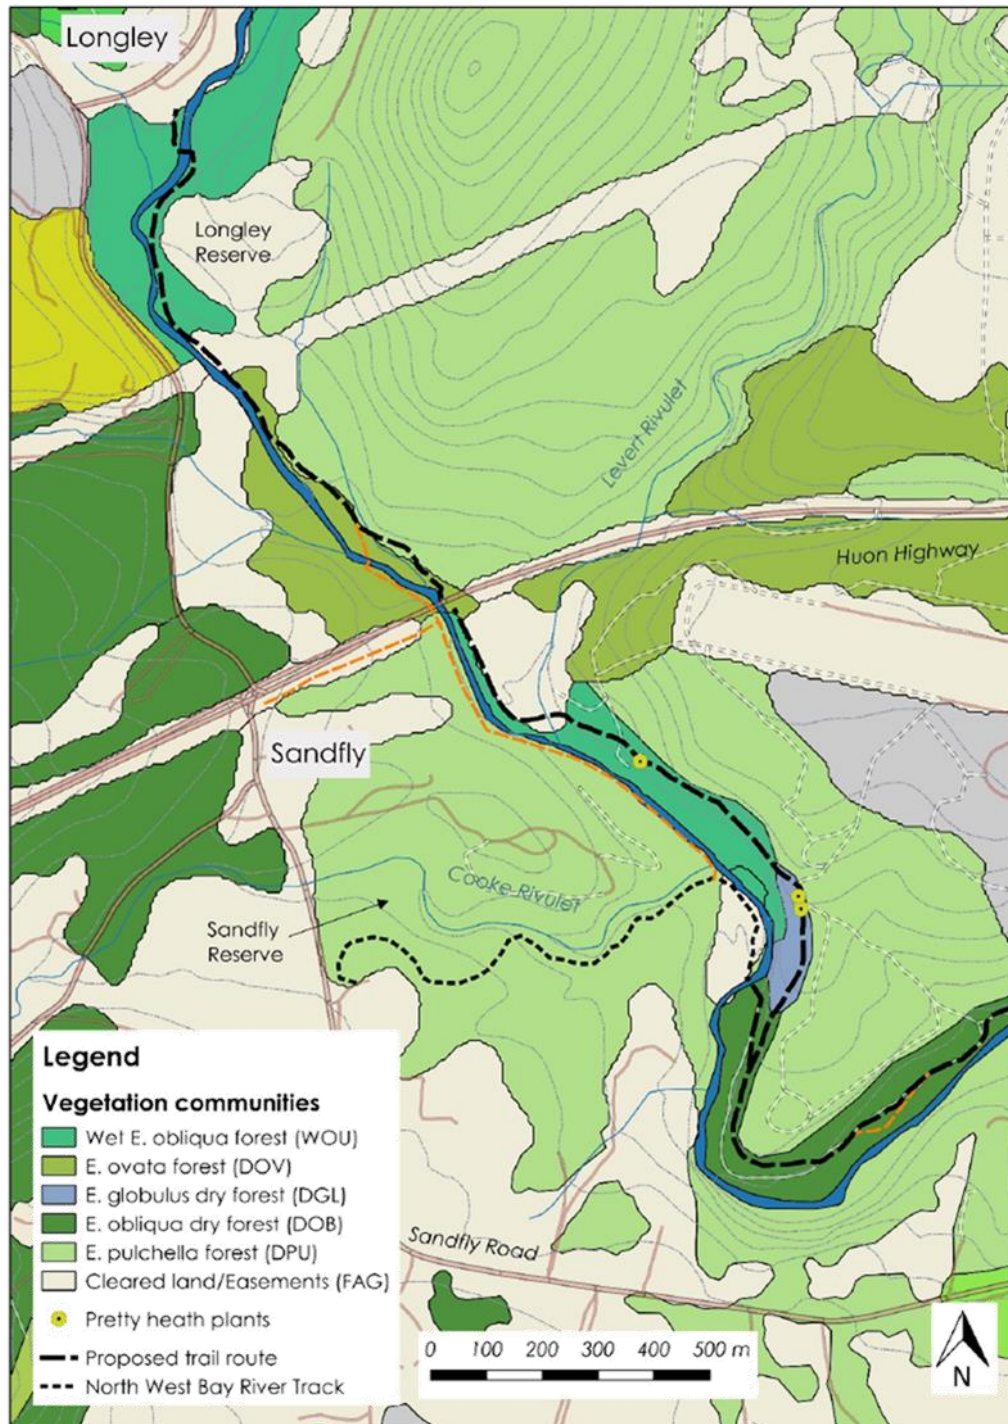 Longley
Longley
Reserve
Levert Rivulet
Huon Highway
Sandfly
Cooke Rivulet
Sandfly
Reserve
Legend
Vegetation communities
Wet E. obliqua forest (WOU)
E. ovata forest (DOV)
E. globulus dry forest (DGL)
E. obliqua dry forest (DOB)
E. pulchella forest (DPU)
Cleared land/Easements (FAG)
Pretty heath plants
Proposed trail route
North West Bay River Track
Sandfly Road
0 100 200 300 400 500 m
N